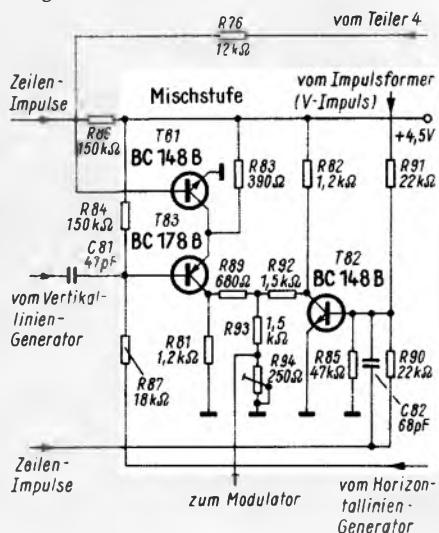 R76
12kΩ
vom Teiler 4
Zeilen-
Impulse
Mischstufe
vom Impulsformer
(V-Impuls)
+4,5V
R86
150kΩ
T81
BC 148 B
R83
390Ω
R82
1,2kΩ
R91
22kΩ
R84
150kΩ
T83
BC 178 B
C81
47pF
R89
680Ω
R92
1,5kΩ
T82
BC 148 B
vom Vertikal-
linien-
Generator
R81
1,2kΩ
R93
1,5
kΩ
R94
250Ω
R85
47kΩ
R90
22kΩ
R87
18kΩ
C82
68pF
Zeilen-
Impulse
zum Modulator
vom Horizon-
tallinien-
Generator